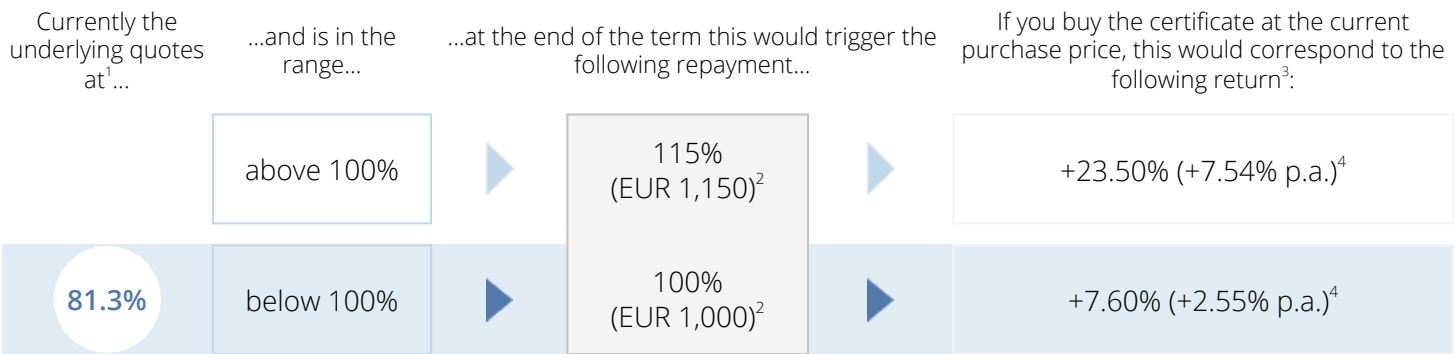 Currently the
underlying quotes
at¹...
...and is in the
range...
...at the end of the term this would trigger the
following repayment...
If you buy the certificate at the current
purchase price, this would correspond to the
following return³:
above 100%
115%
(EUR 1,150)²
+23.50% (+7.54% p.a.)⁴
81.3%
below 100%
100%
(EUR 1,000)²
+7.60% (+2.55% p.a.)⁴